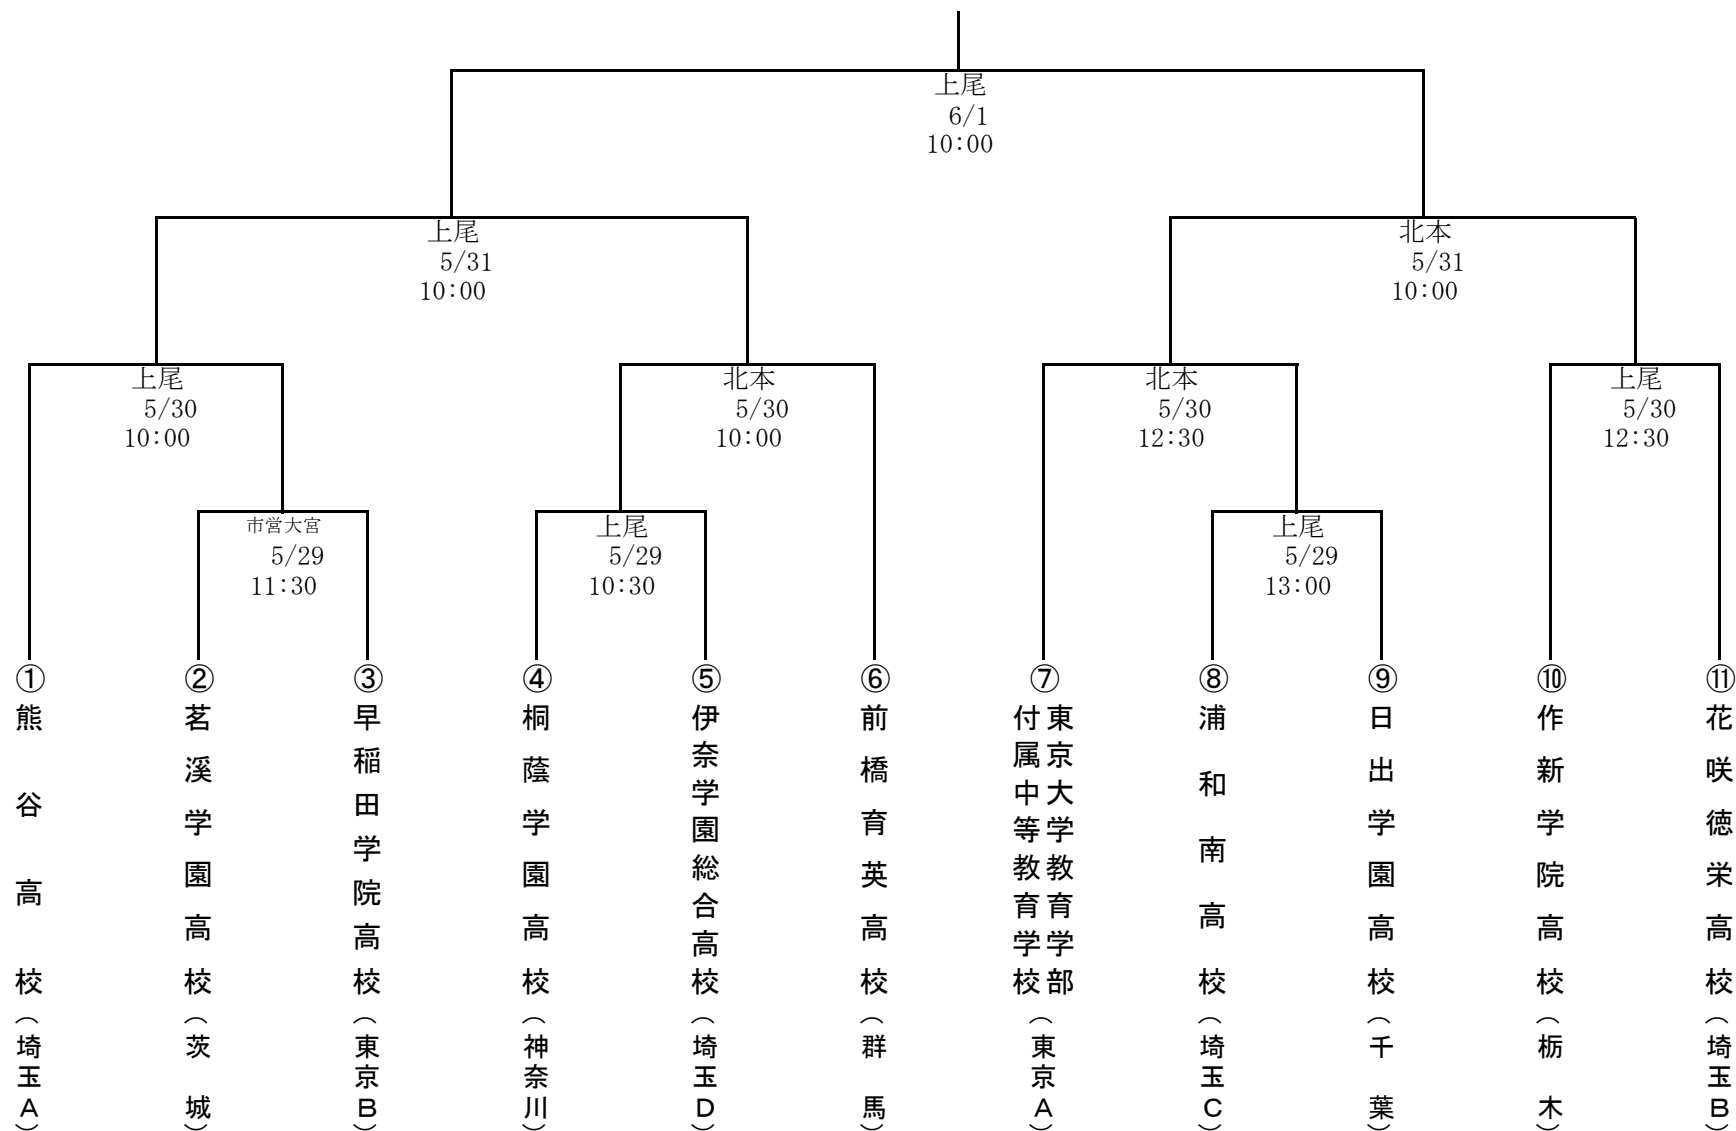 上尾
6/1
10:00
上尾
5/31
10:00
北本
5/31
10:00
上尾
5/30
10:00
北本
5/30
10:00
北本
5/30
12:30
上尾
5/30
12:30
市営大宮
5/29
11:30
上尾
5/29
10:30
上尾
5/29
13:00
①
熊谷高校(埼玉A)
②
茗溪学園高校(茨城)
③
早稲田学院高校(東京B)
④
桐蔭学園高校(神奈川)
⑤
伊奈学園総合高校(埼玉D)
⑥
前橋育英高校(群馬)
⑦
東京大学教育学部
付属中等教育学校
(東京A)
⑧
浦和南高校(埼玉C)
⑨
日出学園高校(千葉)
⑩
作新学院高校(栃木)
⑪
花咲徳栄高校(埼玉B)